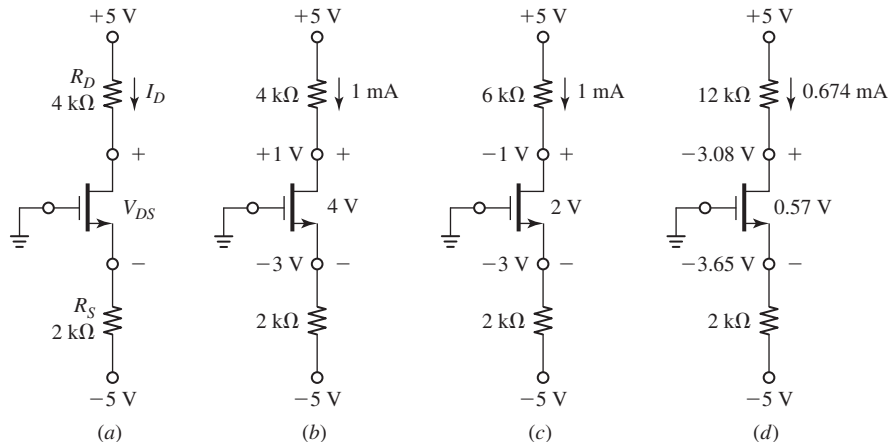 +5 V +5 V +5 V +5 V
R_D
4 kΩ I_D 4 kΩ 1 mA 6 kΩ 1 mA 12 kΩ 0.674 mA
+ +1 V + −1 V + −3.08 V +
V_DS 4 V 2 V 0.57 V
− −3 V − −3 V − −3.65 V −
R_S
2 kΩ 2 kΩ 2 kΩ 2 kΩ
−5 V −5 V −5 V −5 V
(a) (b) (c) (d)